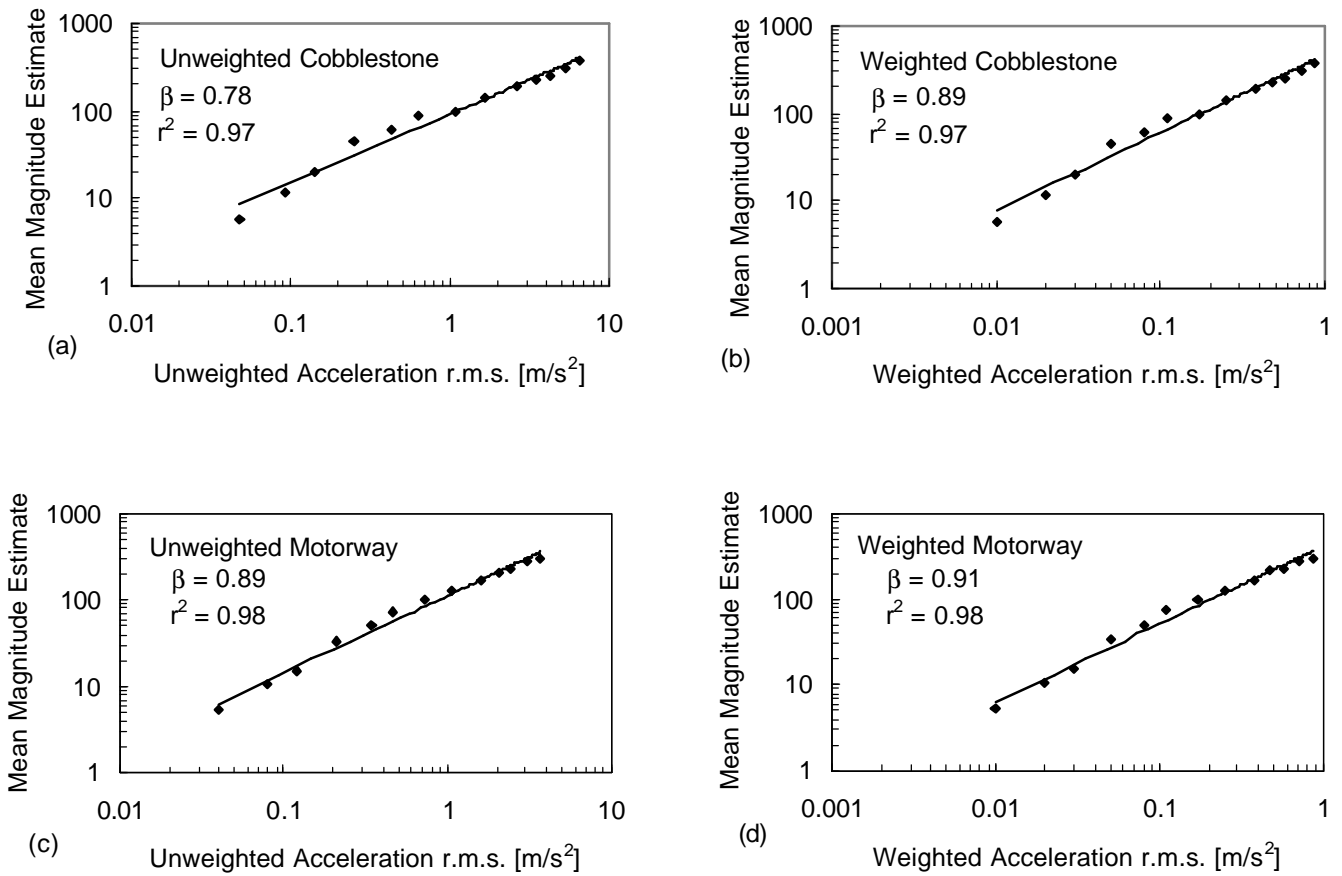 Mean Magnitude Estimate
1000
100
10
1
Unweighted Cobblestone
β = 0.78
r² = 0.97
0.01 0.1 1 10
(a)
Unweighted Acceleration r.m.s. [m/s²]
Mean Magnitude Estimate
1000
100
10
1
Weighted Cobblestone
β = 0.89
r² = 0.97
0.001 0.01 0.1 1
(b)
Weighted Acceleration r.m.s. [m/s²]
Mean Magnitude Estimate
1000
100
10
1
Unweighted Motorway
β = 0.89
r² = 0.98
0.01 0.1 1 10
(c)
Unweighted Acceleration r.m.s. [m/s²]
Mean Magnitude Estimate
1000
100
10
1
Weighted Motorway
β = 0.91
r² = 0.98
0.001 0.01 0.1 1
(d)
Weighted Acceleration r.m.s. [m/s²]